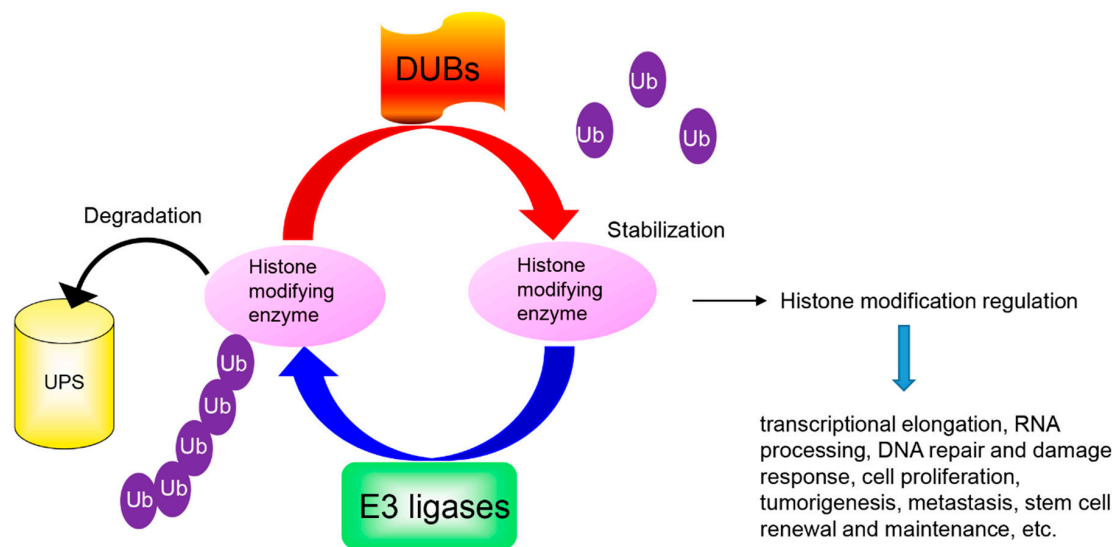 DUBs
Ub
Ub
Ub
Degradation
Stabilization
Histone
modifying
enzyme
Histone
modifying
enzyme
Histone modification regulation
UPS
Ub
Ub
Ub
Ub
Ub
E3 ligases
transcriptional elongation, RNA
processing, DNA repair and damage
response, cell proliferation,
tumorigenesis, metastasis, stem cell
renewal and maintenance, etc.